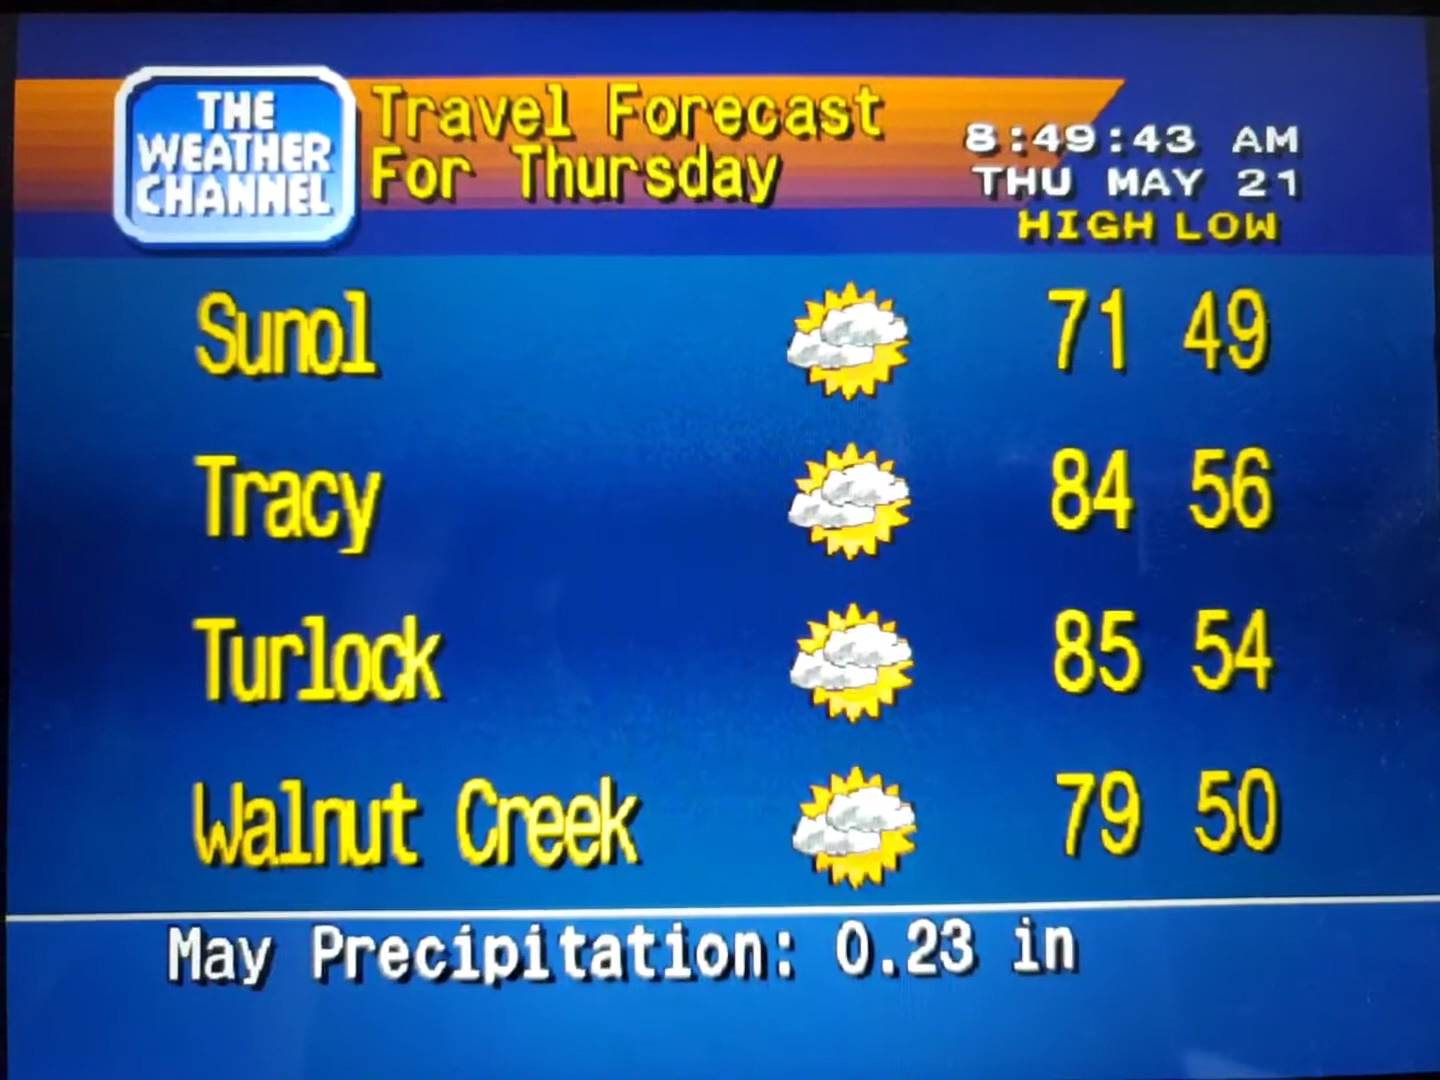 THE
WEATHER
CHANNEL
Travel Forecast
For Thursday
8:49:43 AM
THU MAY 21
HIGH LOW
Sunol 71 49
Tracy 84 56
Turlock 85 54
Walnut Creek 79 50
May Precipitation: 0.23 in